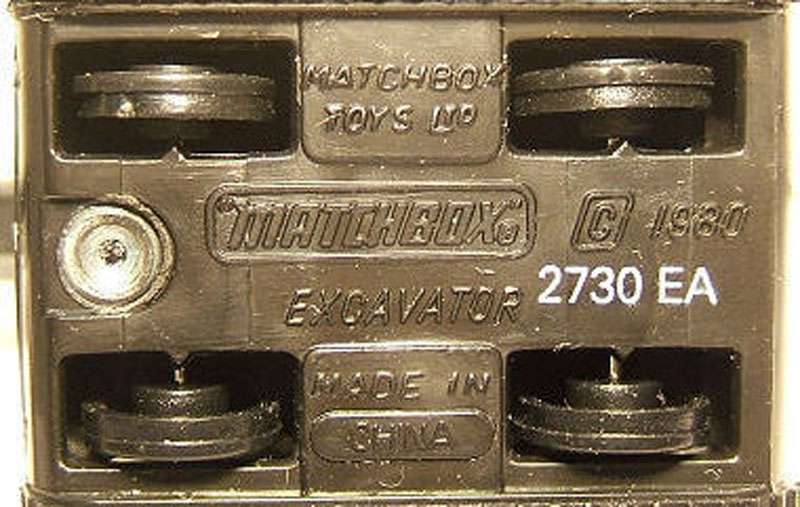 MATCHBOX
TOYS LTD
"MATCHBOX"®
© 1980
EXCAVATOR
2730 EA
MADE IN
CHINA